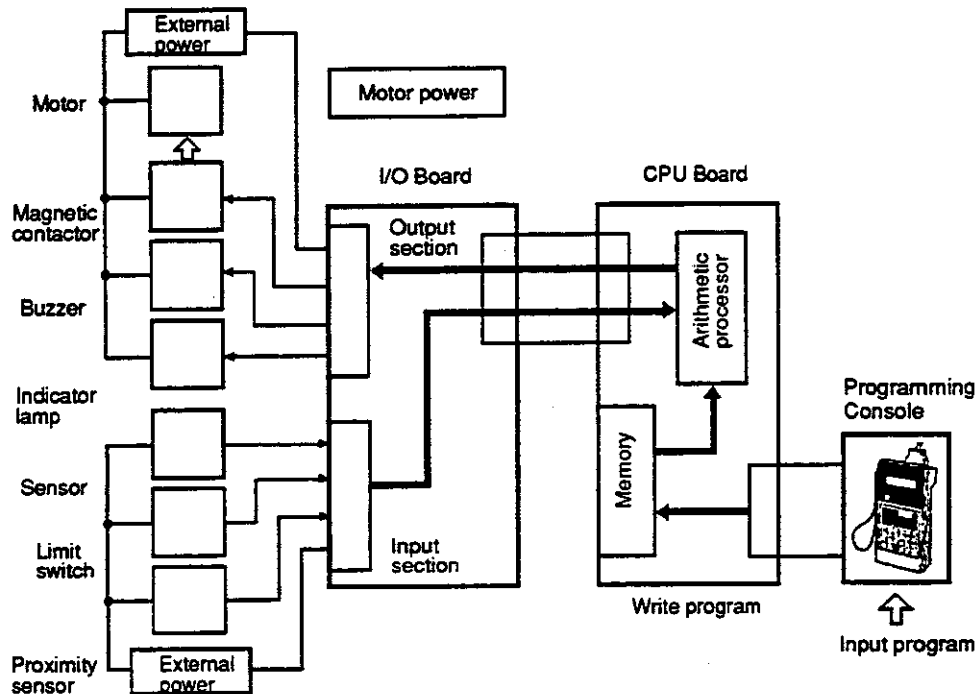 External
power
Motor power
Motor
I/O Board
CPU Board
Magnetic
contactor
Output
section
Arithmetic
processor
Buzzer
Indicator
lamp
Programming
Console
Sensor
Memory
Limit
switch
Input
section
Write program
Input program
Proximity
sensor
External
power